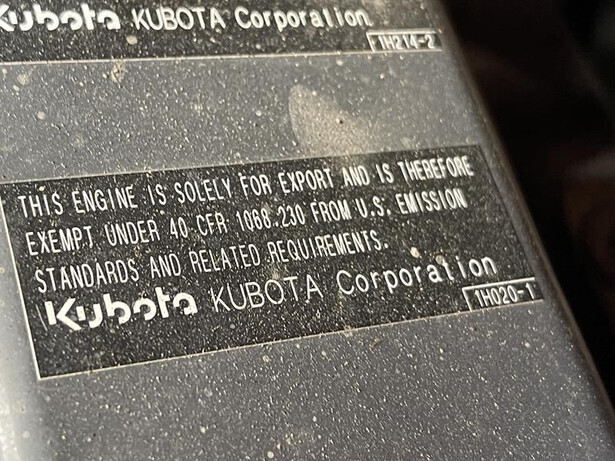 Kubota KUBOTA Corporation
1H214-2
THIS ENGINE IS SOLELY FOR EXPORT AND IS THEREFORE
EXEMPT UNDER 40 CFR 1068.230 FROM U.S. EMISSION
STANDARDS AND RELATED REQUIREMENTS.
Kubota KUBOTA Corporation
1H020-1